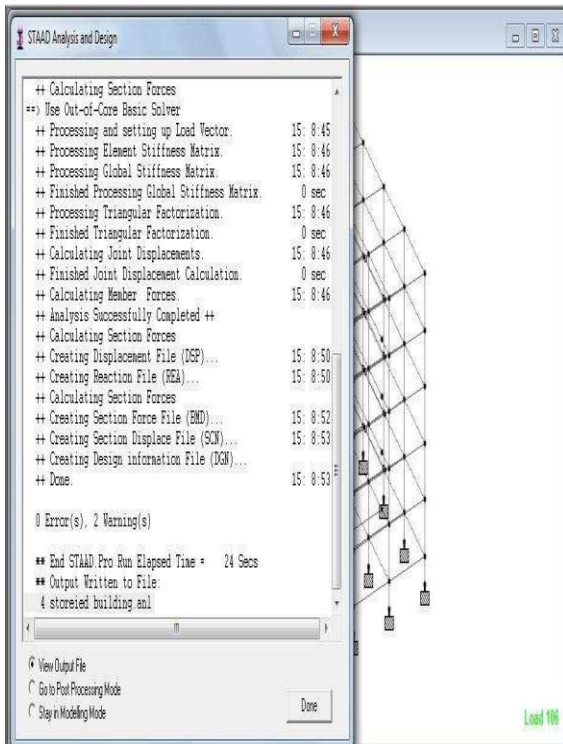 STAAD Analysis and Design
++ Calculating Section Forces
==> Use Out-of-Core Basic Solver
++ Processing and setting up Load Vector. 15: 8:45
++ Processing Element Stiffness Matrix. 15: 8:46
++ Processing Global Stiffness Matrix. 15: 8:46
++ Finished Processing Global Stiffness Matrix. 0 sec
++ Processing Triangular Factorization. 15: 8:46
++ Finished Triangular Factorization. 0 sec
++ Calculating Joint Displacements. 15: 8:46
++ Finished Joint Displacement Calculation. 0 sec
++ Calculating Member Forces. 15: 8:46
++ Analysis Successfully Completed ++
++ Calculating Section Forces
++ Creating Displacement File (DSP)... 15: 8:50
++ Creating Reaction File (REA)... 15: 8:50
++ Calculating Section Forces
++ Creating Section Force File (BMD)... 15: 8:52
++ Creating Section Displace File (SCN)... 15: 8:53
++ Creating Design information File (DGN)...
++ Done. 15: 8:53
0 Error(s), 2 Warning(s)
** End STAAD.Pro Run Elapsed Time = 24 Secs
** Output Written to File:
4 storeied building.anl
View Output File
Go to Post Processing Mode
Stay in Modelling Mode
Done
Load 106